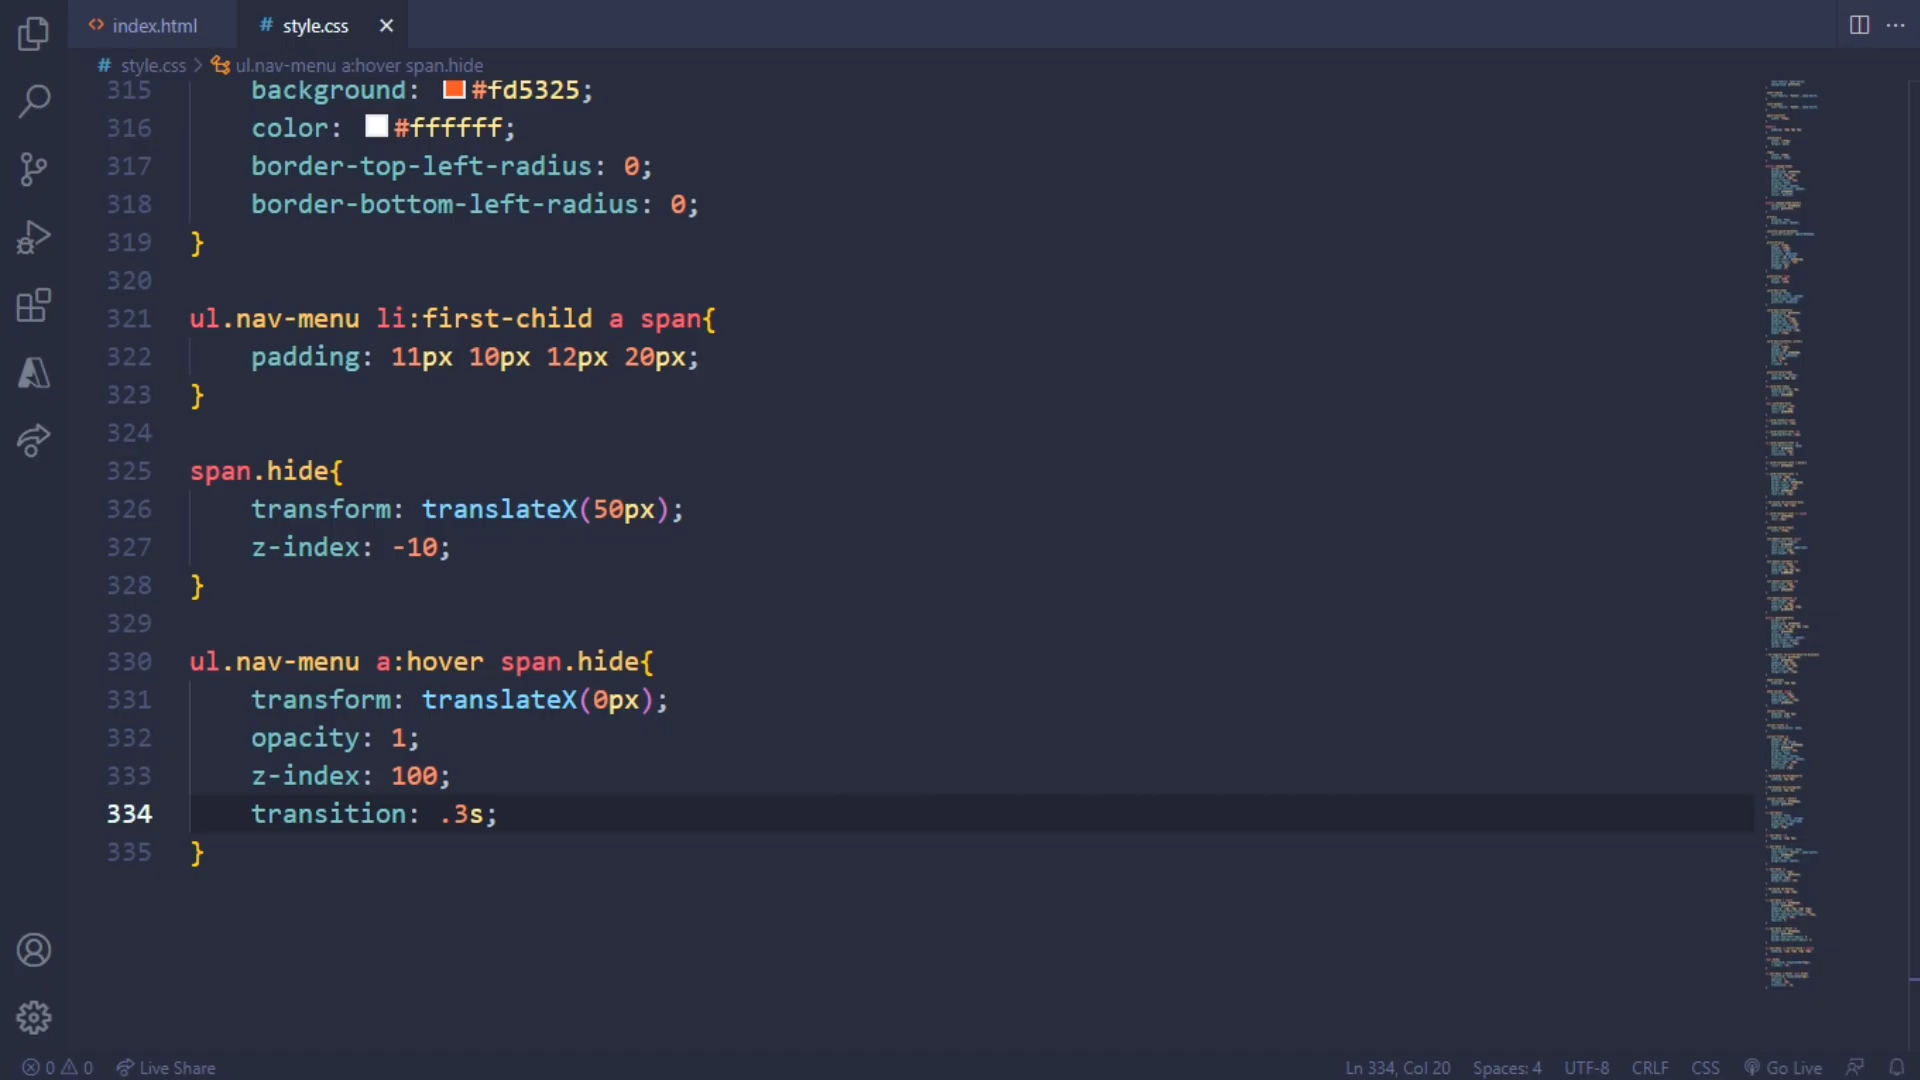 index.html
style.css
style.css
ul.nav-menu a:hover span.hide
315 background: #fd5325;
316 color: #ffffff;
317 border-top-left-radius: 0;
318 border-bottom-left-radius: 0;
319 }
320
321 ul.nav-menu li:first-child a span{
322 padding: 11px 10px 12px 20px;
323 }
324
325 span.hide{
326 transform: translateX(50px);
327 z-index: -10;
328 }
329
330 ul.nav-menu a:hover span.hide{
331 transform: translateX(0px);
332 opacity: 1;
333 z-index: 100;
334 transition: .3s;
335 }
0 0 Live Share Ln 334, Col 20 Spaces: 4 UTF-8 CRLF CSS Go Live